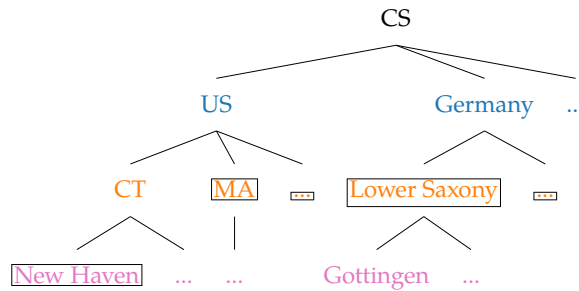 CS
US Germany ..
CT MA ... Lower Saxony ...
New Haven ... ... Gottingen ...